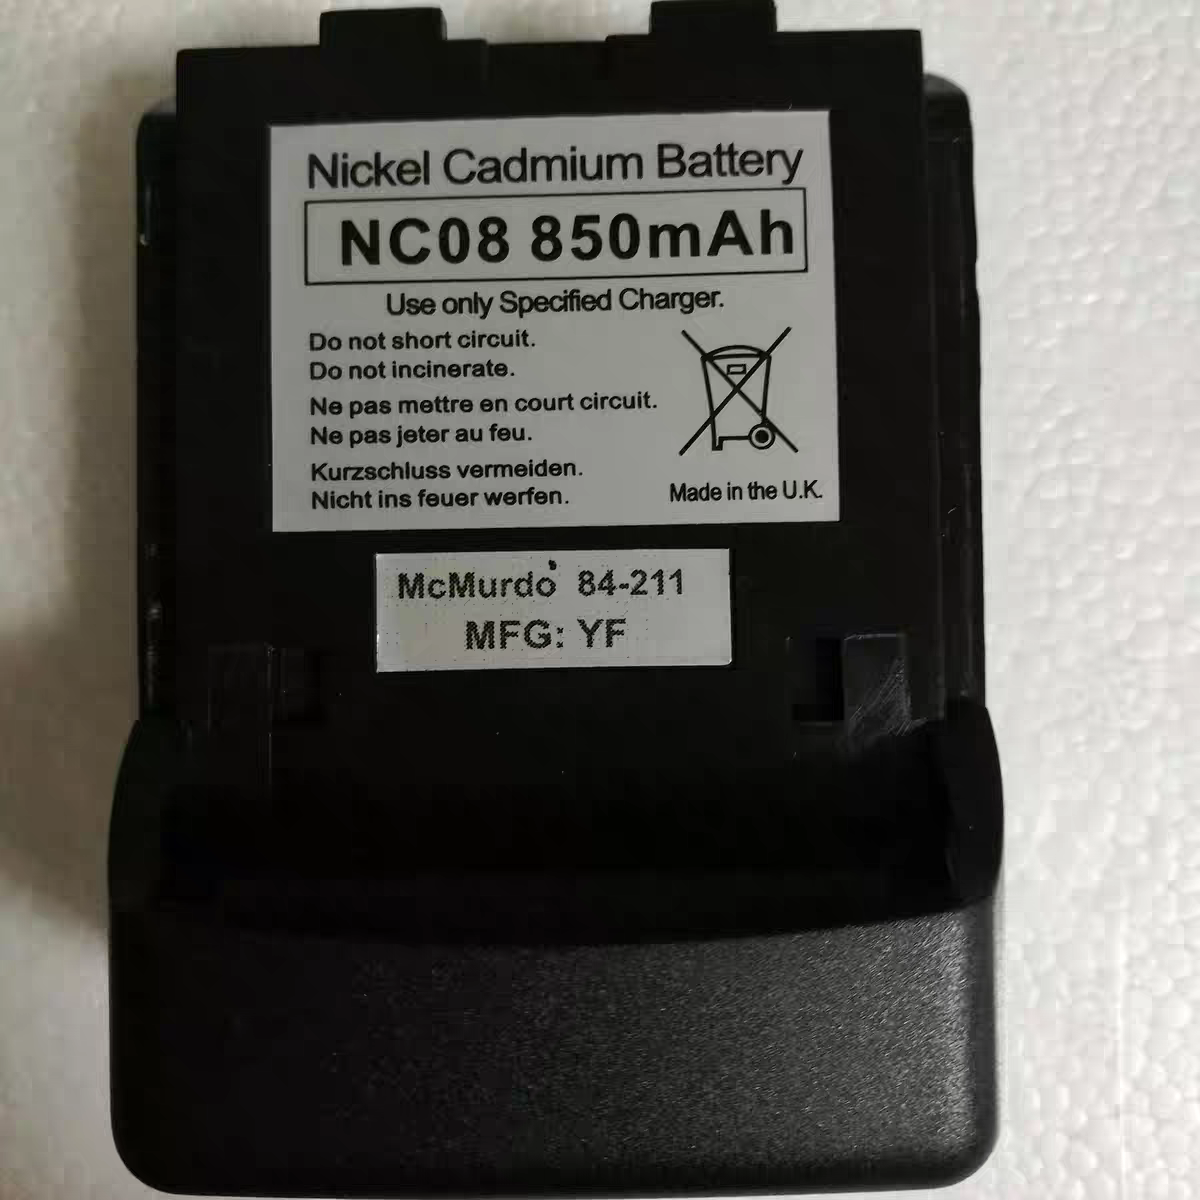 Nickel Cadmium Battery
NC08 850mAh
Use only Specified Charger.
Do not short circuit.
Do not incinerate.
Ne pas mettre en court circuit.
Ne pas jeter au feu.
Kurzschluss vermeiden.
Nicht ins feuer werfen.
Made in the U.K.
McMurdo 84-211
MFG: YF